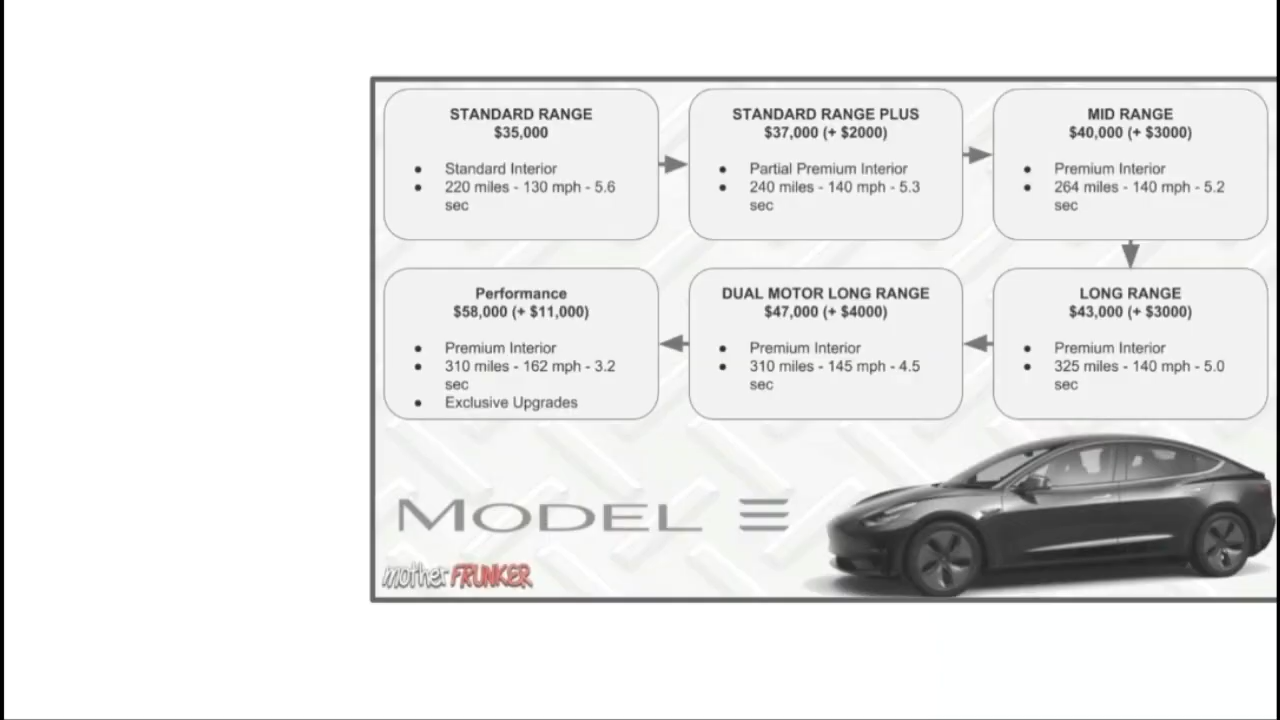 STANDARD RANGE
$35,000
● Standard Interior
● 220 miles - 130 mph - 5.6
sec
STANDARD RANGE PLUS
$37,000 (+ $2000)
● Partial Premium Interior
● 240 miles - 140 mph - 5.3
sec
MID RANGE
$40,000 (+ $3000)
● Premium Interior
● 264 miles - 140 mph - 5.2
sec
Performance
$58,000 (+ $11,000)
● Premium Interior
● 310 miles - 162 mph - 3.2
sec
● Exclusive Upgrades
DUAL MOTOR LONG RANGE
$47,000 (+ $4000)
● Premium Interior
● 310 miles - 145 mph - 4.5
sec
LONG RANGE
$43,000 (+ $3000)
● Premium Interior
● 325 miles - 140 mph - 5.0
sec
MODEL ☰
mother FRUNKER